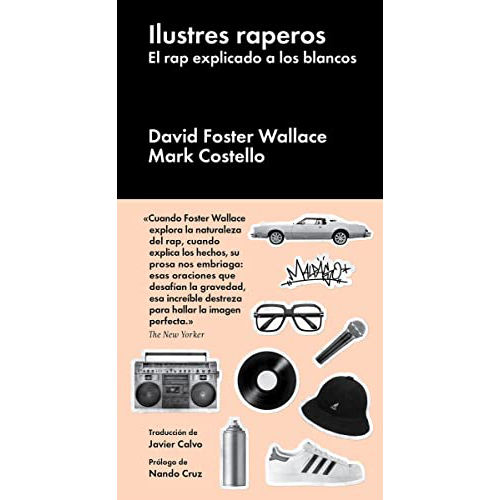 Ilustres raperos
El rap explicado a los blancos
David Foster Wallace
Mark Costello
«Cuando Foster Wallace
explora la naturaleza
del rap, cuando
explica los hechos, su
prosa nos embriaga:
esas oraciones que
desafían la gravedad,
esa increíble destreza
para hallar la imagen
perfecta.»
The New Yorker
Traducción de
Javier Calvo
Prólogo de
Nando Cruz